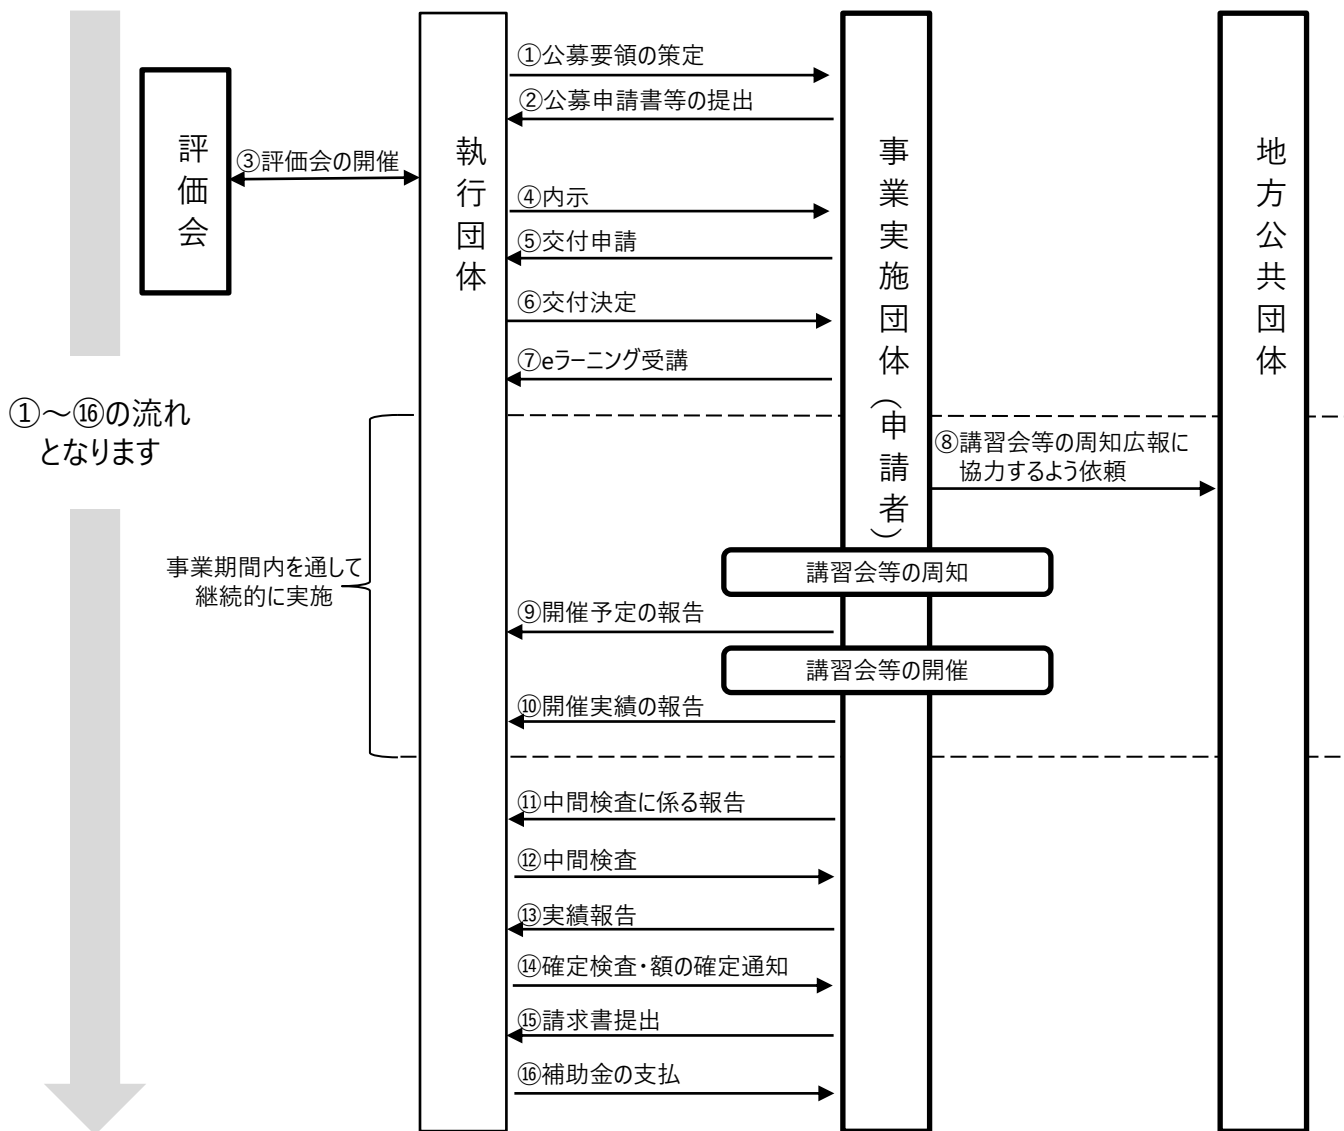 ①公募要領の策定
②公募申請書等の提出
評価会
③評価会の開催
執行団体
事業実施団体(申請者)
地方公共団体
④内示
⑤交付申請
⑥交付決定
⑦eラーニング受講
①～⑯の流れ
となります
⑧講習会等の周知広報に
協力するよう依頼
事業期間内を通して
継続的に実施
講習会等の周知
⑨開催予定の報告
講習会等の開催
⑩開催実績の報告
⑪中間検査に係る報告
⑫中間検査
⑬実績報告
⑭確定検査・額の確定通知
⑮請求書提出
⑯補助金の支払